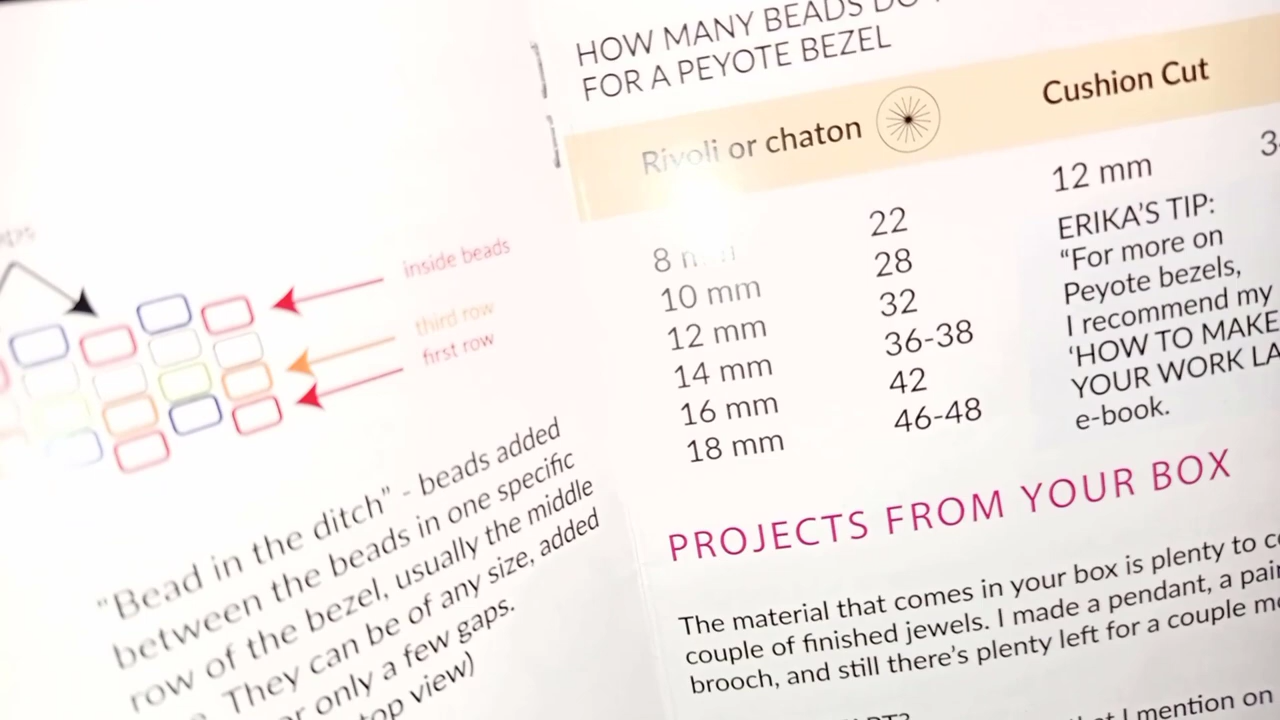 inside beads
third row
first row
"Bead in the ditch" - beads added
between the beads in one specific
row of the bezel, usually the middle
They can be of any size, added
only a few gaps.
view)
HOW MANY BEADS
FOR A PEYOTE BEZEL
Rivoli or chaton
Cushion Cut
8
22
10 mm
28
12 mm
32
14 mm
36-38
16 mm
42
18 mm
46-48
12 mm
ERIKA'S TIP:
"For more on
Peyote bezels,
I recommend my
'HOW TO MAKE
YOUR WORK
e-book.
PROJECTS FROM YOUR BOX
The material that comes in your box is plenty to
couple of finished jewels. I made a pendant, a
brooch, and still there's plenty left for a couple
I mention on